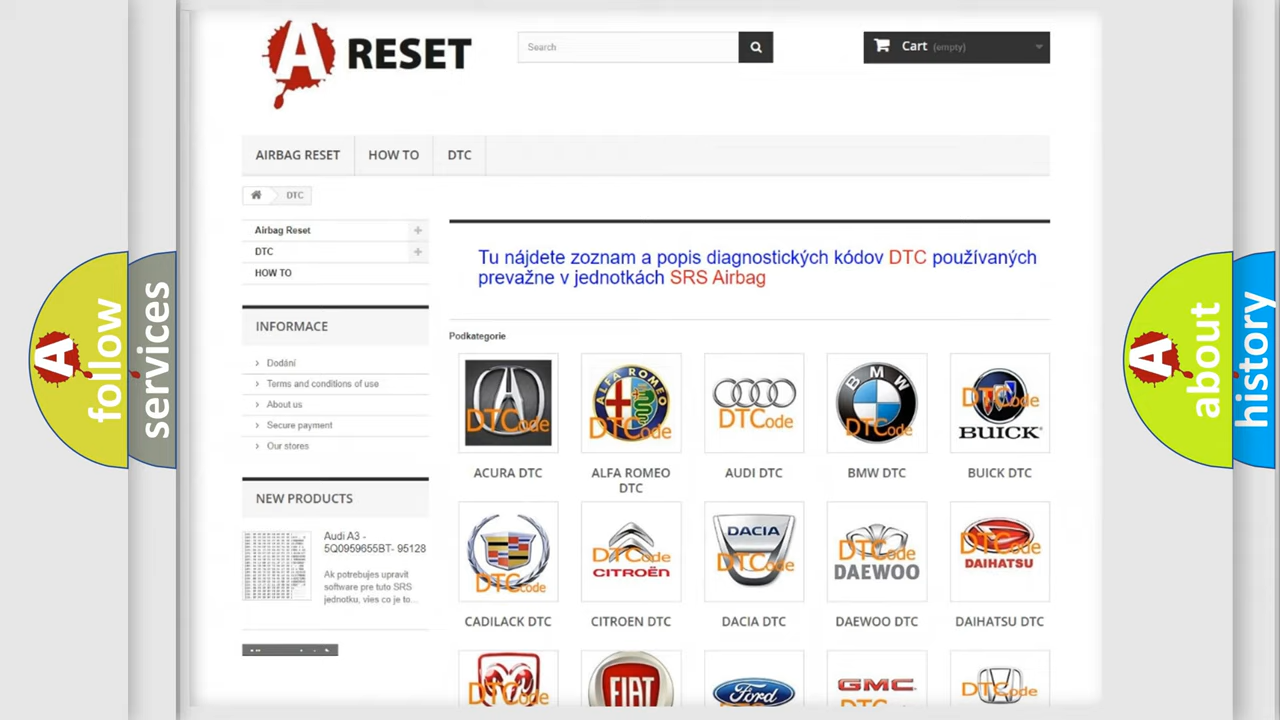 A RESET
Search
Cart (empty)
AIRBAG RESET
HOW TO
DTC
DTC
Airbag Reset
DTC
HOW TO
Tu nájdete zoznam a popis diagnostických kódov DTC používaných
prevažne v jednotkách SRS Airbag
INFORMACE
Dodání
Terms and conditions of use
About us
Secure payment
Our stores
NEW PRODUCTS
Audi A3 -
5Q0959655BT- 95128
Ak potrebujes upravit
software pre tuto SRS
jednotku, vies co je to...
Podkategorie
DTCode
ALFA ROMEO
DTCode
DTCode
BMW
DTCode
DTCode
BUICK
ACURA DTC
ALFA ROMEO
DTC
AUDI DTC
BMW DTC
BUICK DTC
DTCode
DTCode
CITROËN
DACIA
DTCode
DTCode
DAEWOO
DTCode
DAIHATSU
CADILACK DTC
CITROEN DTC
DACIA DTC
DAEWOO DTC
DAIHATSU DTC
DTCode
FIAT
Ford
GMC
DTCode
A follow
services
A about
history